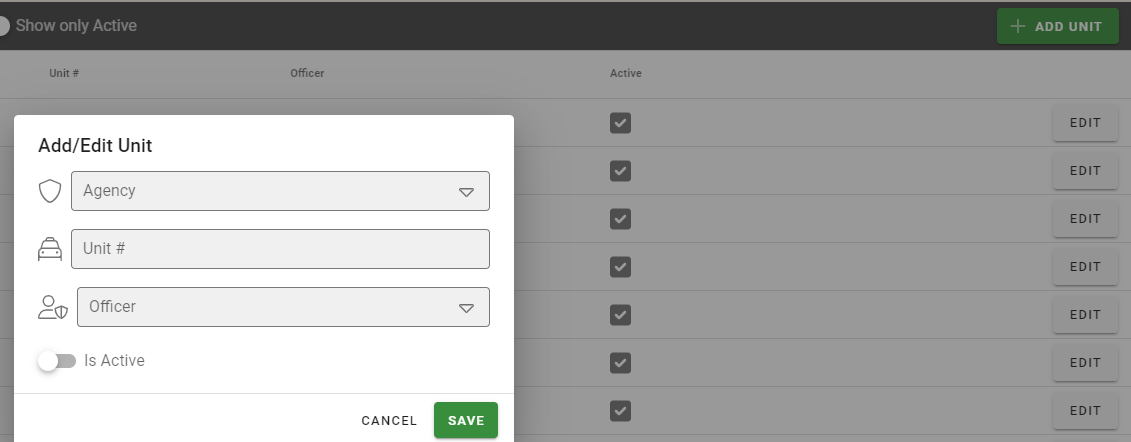 Show only Active
ADD UNIT
Unit # Officer Active
EDIT
EDIT
EDIT
EDIT
EDIT
EDIT
EDIT
Add/Edit Unit
Agency
Unit #
Officer
Is Active
CANCEL SAVE